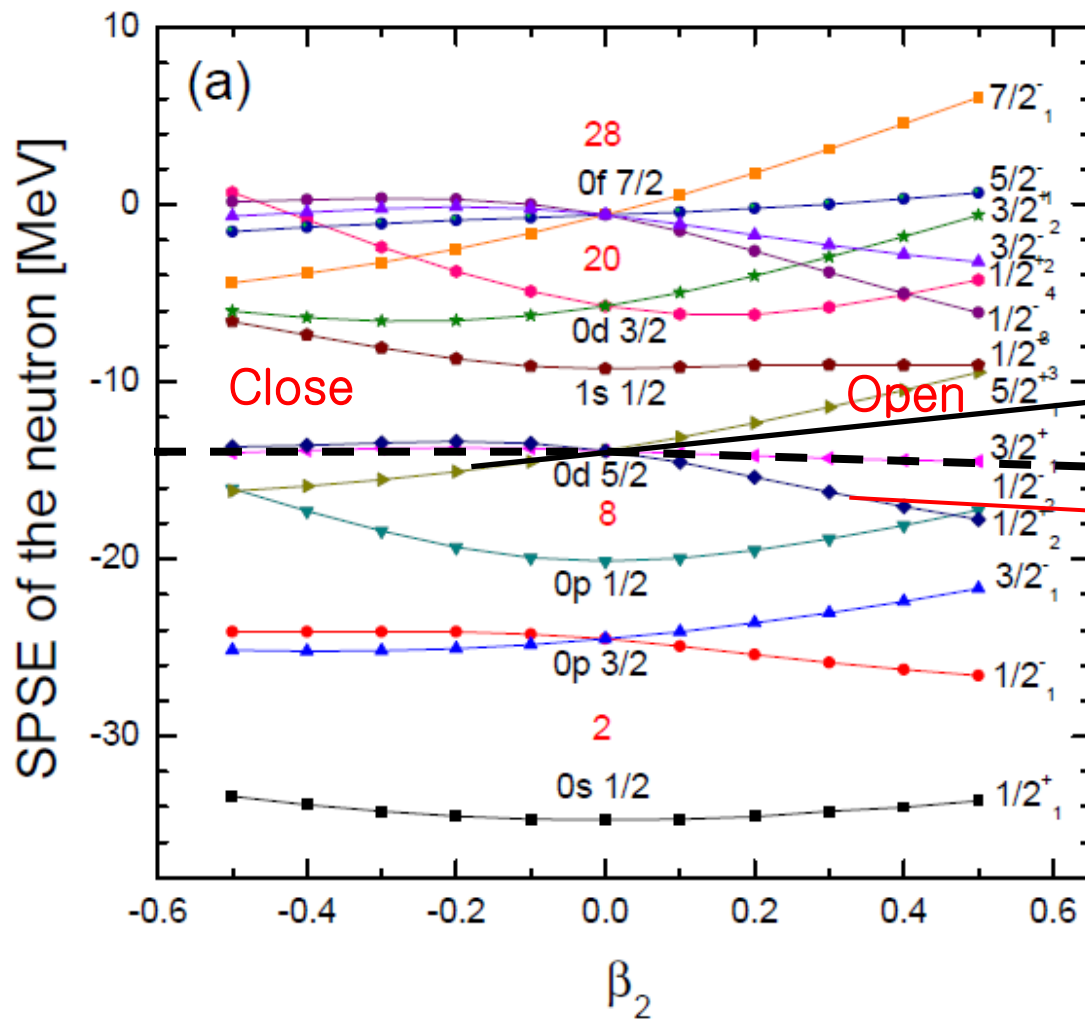 SPSE of the neutron [MeV]
10
0
-10
-20
-30
(a)
28
0f 7/2
20
0d 3/2
1s 1/2
Close
Open
0d 5/2
8
0p 1/2
0p 3/2
2
0s 1/2
7/2⁻₁
5/2⁻₁
3/2⁺₂
3/2⁻₂
1/2⁺₄
1/2⁻
1/2⁺₃
5/2⁺₁
3/2⁺₁
1/2⁻₂
1/2⁺₂
3/2⁻₁
1/2⁻₁
1/2⁺₁
-0.6
-0.4
-0.2
0.0
0.2
0.4
0.6
β₂